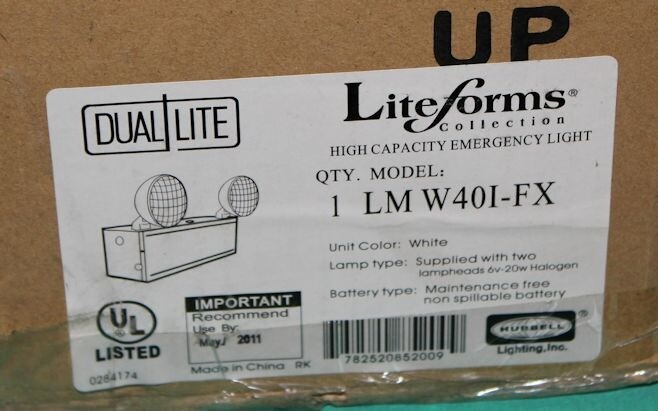 UP
DUAL LITE
Liteforms®
Collection
HIGH CAPACITY EMERGENCY LIGHT
QTY. MODEL:
1 LM W40I-FX
Unit Color: White
Lamp type: Supplied with two
lampheads 6v-20w Halogen
Battery type: Maintenance free
non spillable battery
UL
LISTED
0284174
IMPORTANT
Recommend
Use By:
May/ 2011
Made in China RK
782520852009
HUBBELL®
Lighting,Inc.